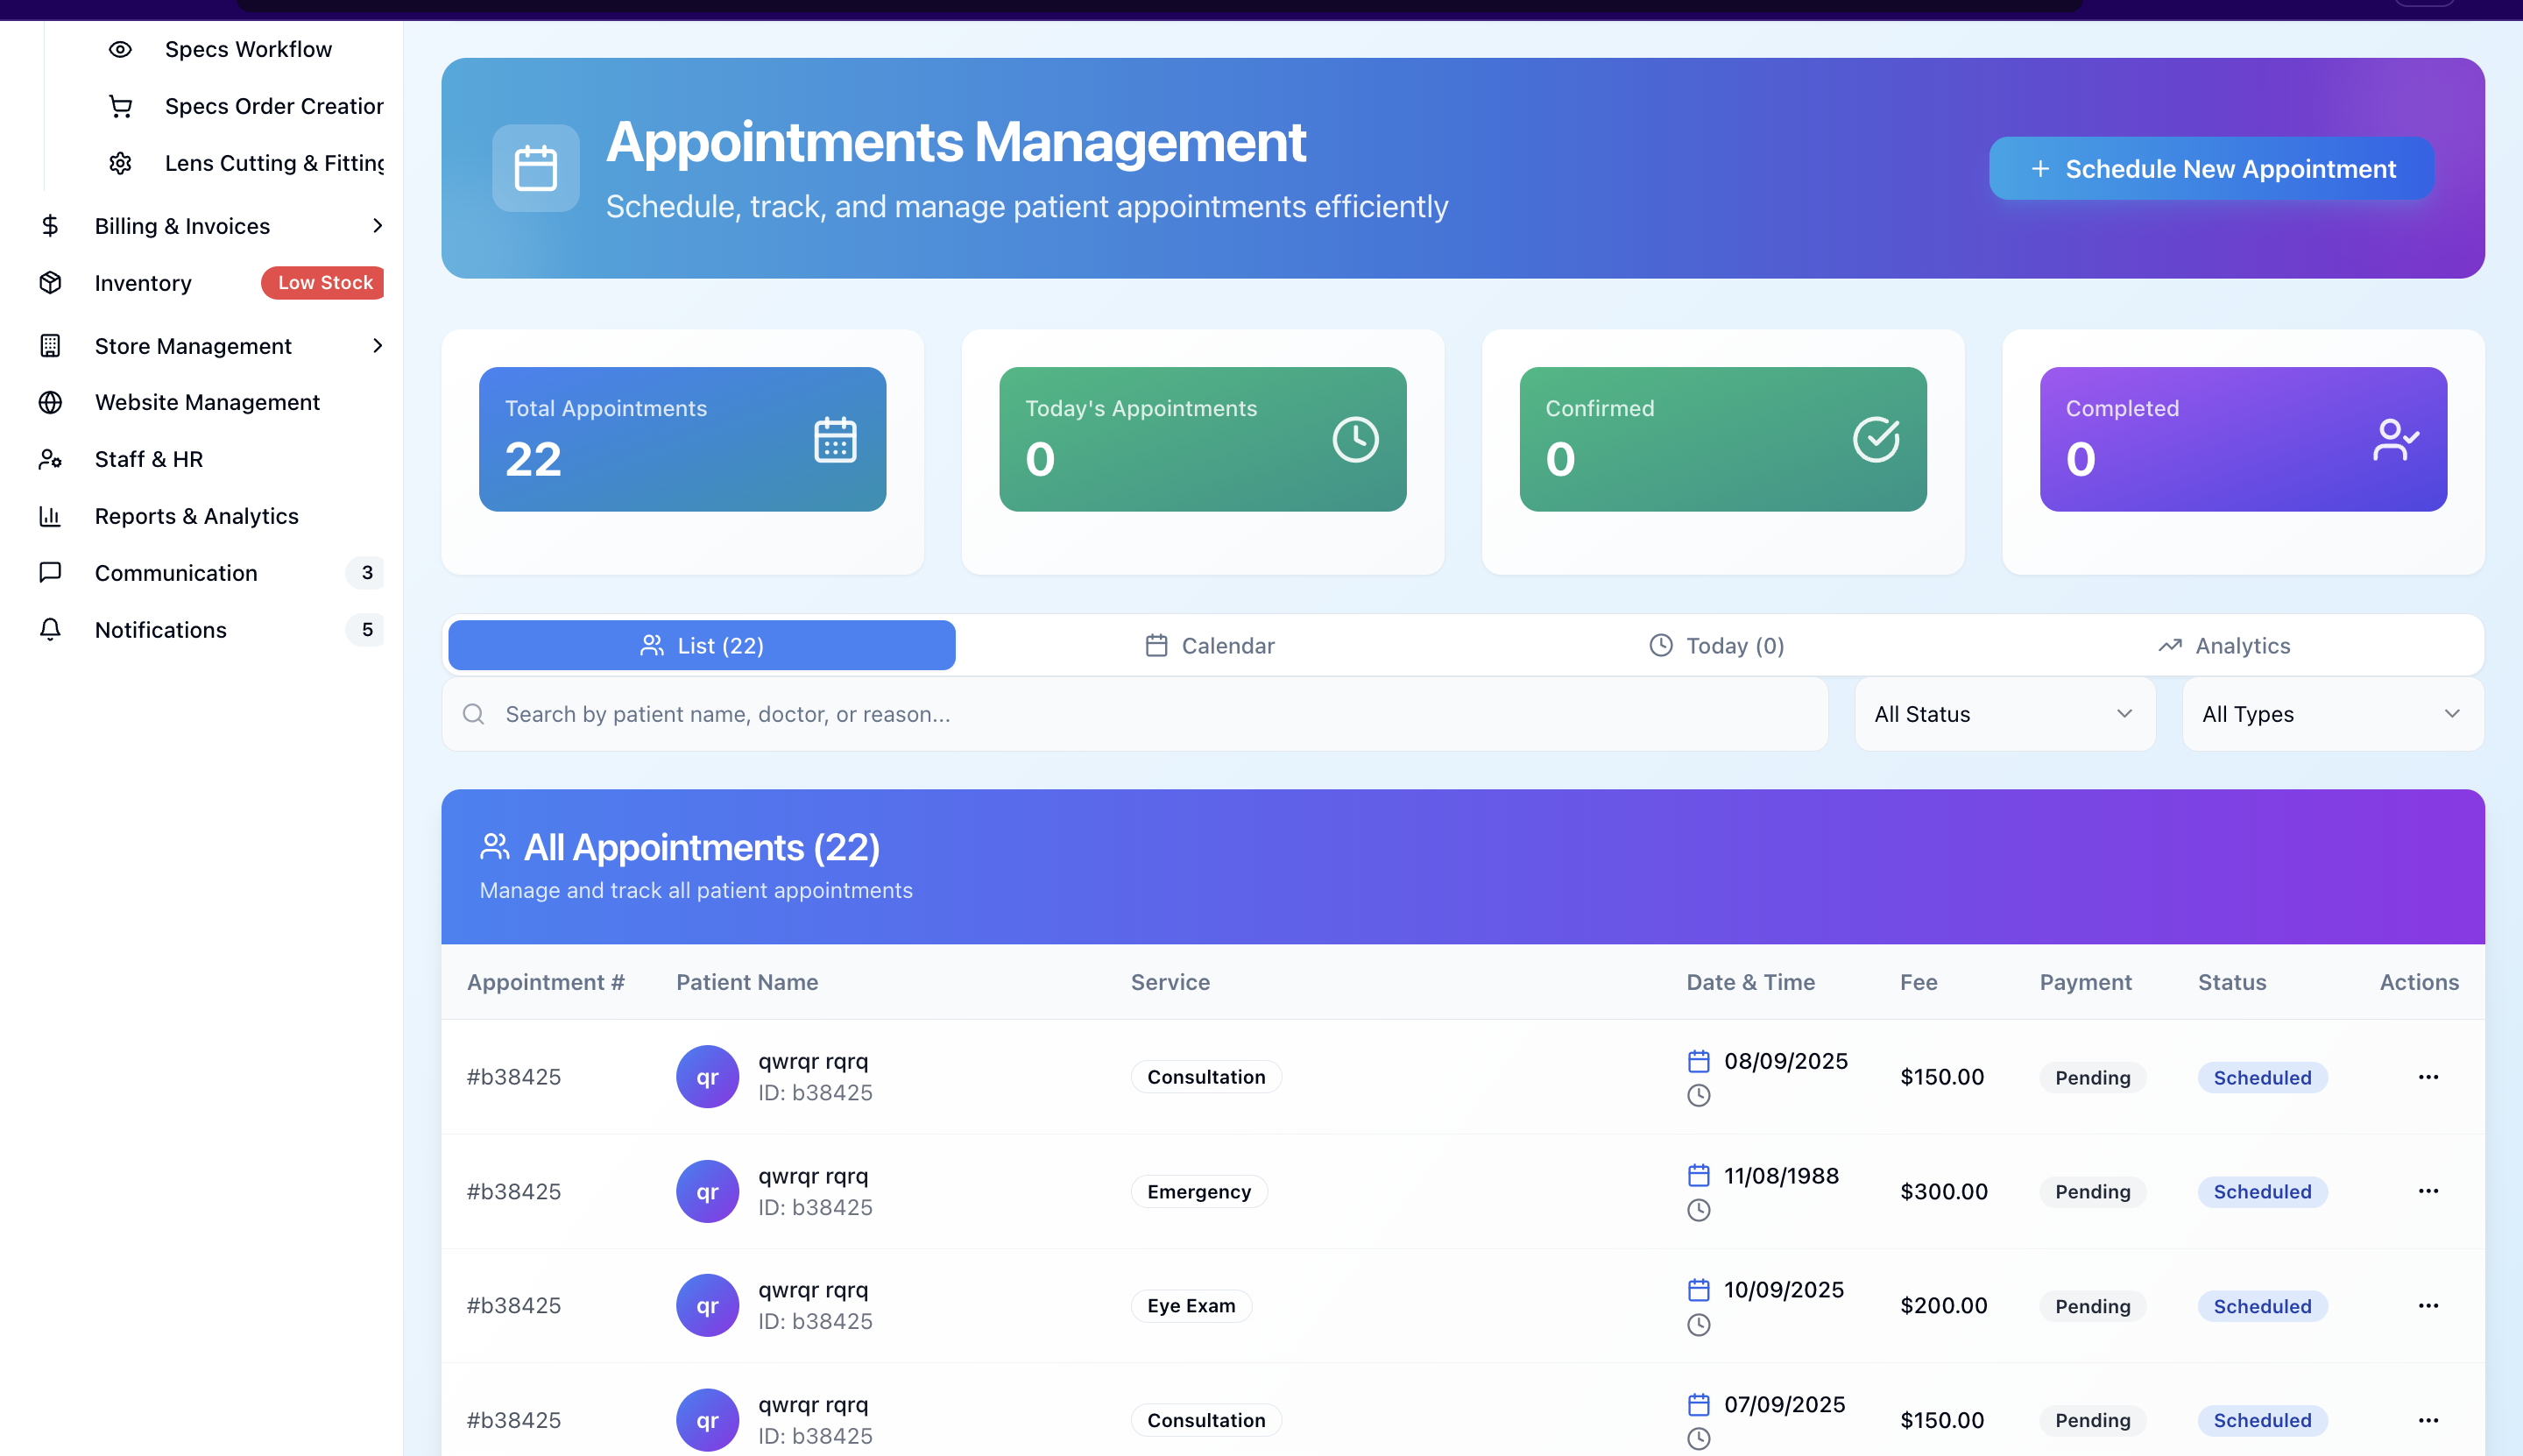 Specs Workflow
Specs Order Creation
Lens Cutting & Fitting
Billing & Invoices
Inventory
Low Stock
Store Management
Website Management
Staff & HR
Reports & Analytics
Communication
3
Notifications
5
Appointments Management
Schedule, track, and manage patient appointments efficiently
+ Schedule New Appointment
Total Appointments
22
Today's Appointments
0
Confirmed
0
Completed
0
List (22)
Calendar
Today (0)
Analytics
Search by patient name, doctor, or reason...
All Status
All Types
All Appointments (22)
Manage and track all patient appointments
Appointment # Patient Name Service Date & Time Fee Payment Status Actions
#b38425 qr qwrqr rqrq Consultation 08/09/2025 $150.00 Pending Scheduled ...
ID: b38425
#b38425 qr qwrqr rqrq Emergency 11/08/1988 $300.00 Pending Scheduled ...
ID: b38425
#b38425 qr qwrqr rqrq Eye Exam 10/09/2025 $200.00 Pending Scheduled ...
ID: b38425
#b38425 qr qwrqr rqrq Consultation 07/09/2025 $150.00 Pending Scheduled ...
ID: b38425